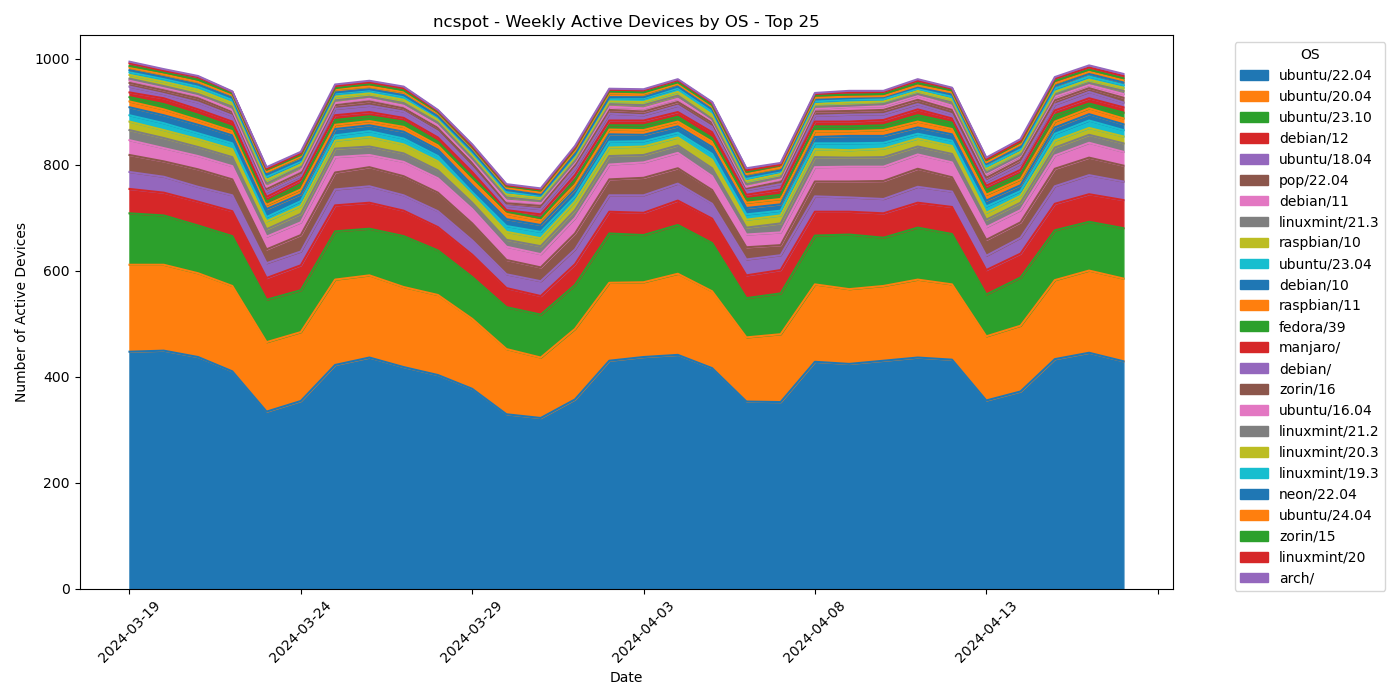 ncspot - Weekly Active Devices by OS - Top 25
Number of Active Devices
1000
800
600
400
200
0
2024-03-19
2024-03-24
2024-03-29
2024-04-03
2024-04-08
2024-04-13
Date
OS
ubuntu/22.04
ubuntu/20.04
ubuntu/23.10
debian/12
ubuntu/18.04
pop/22.04
debian/11
linuxmint/21.3
raspbian/10
ubuntu/23.04
debian/10
raspbian/11
fedora/39
manjaro/
debian/
zorin/16
ubuntu/16.04
linuxmint/21.2
linuxmint/20.3
linuxmint/19.3
neon/22.04
ubuntu/24.04
zorin/15
linuxmint/20
arch/